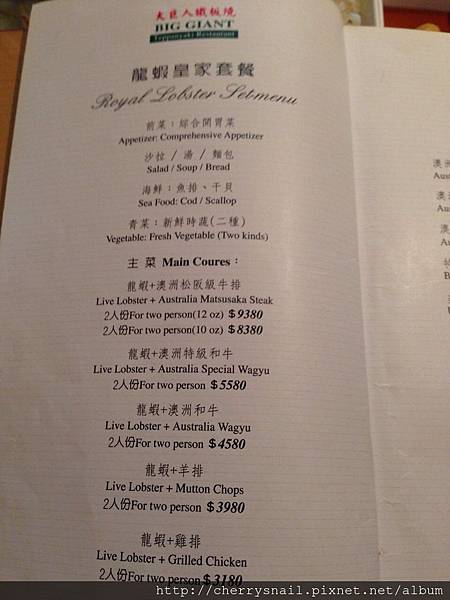 大巨人鐵板燒
BIG GIANT
Teppanyaki Restaurant
龍蝦皇家套餐
Royal Lobster Setmenu
前菜：綜合開胃菜
Appetizer: Comprehensive Appetizer
沙拉 / 湯 / 麵包
Salad / Soup / Bread
海鮮：魚排、干貝
Sea Food: Cod / Scallop
青菜：新鮮時蔬(二種)
Vegetable: Fresh Vegetable (Two kinds)
主菜 Main Coures：
龍蝦+澳洲松阪級牛排
Live Lobster + Australia Matsusaka Steak
2人份For two person(12 oz) $9380
2人份For two person(10 oz) $8380
龍蝦+澳洲特級和牛
Live Lobster + Australia Special Wagyu
2人份For two person $5580
龍蝦+澳洲和牛
Live Lobster + Australia Wagyu
2人份For two person $4580
龍蝦+羊排
Live Lobster + Mutton Chops
2人份For two person $3980
龍蝦+雞排
Live Lobster + Grilled Chicken
2人份For two person $3180
澳洲
Aust
澳
Au
澳
Au
http://cherrysnail.pixnet.net/album